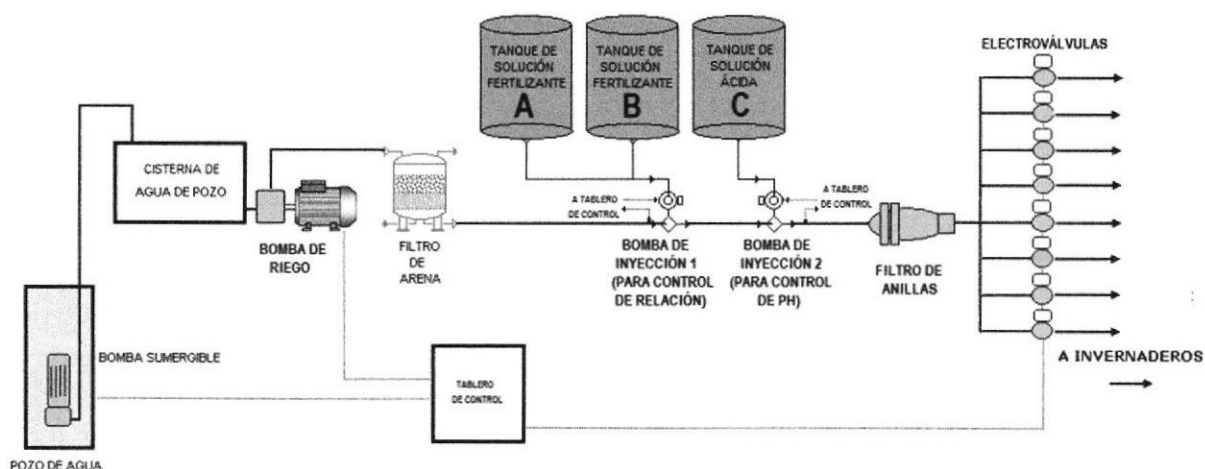 TANQUE DE
SOLUCIÓN
FERTILIZANTE
A
TANQUE DE
SOLUCIÓN
FERTILIZANTE
B
TANQUE DE
SOLUCIÓN
ÁCIDA
C
ELECTROVÁLVULAS
CISTERNA DE
AGUA DE POZO
BOMBA DE
RIEGO
FILTRO
DE
ARENA
A TABLERO
DE CONTROL
A TABLERO
DE CONTROL
BOMBA DE
INYECCIÓN 1
(PARA CONTROL
DE RELACIÓN)
BOMBA DE
INYECCIÓN 2
(PARA CONTROL
DE PH)
FILTRO DE
ANILLAS
BOMBA SUMERGIBLE
TABLERO
DE CONTROL
A INVERNADEROS
POZO DE AGUA